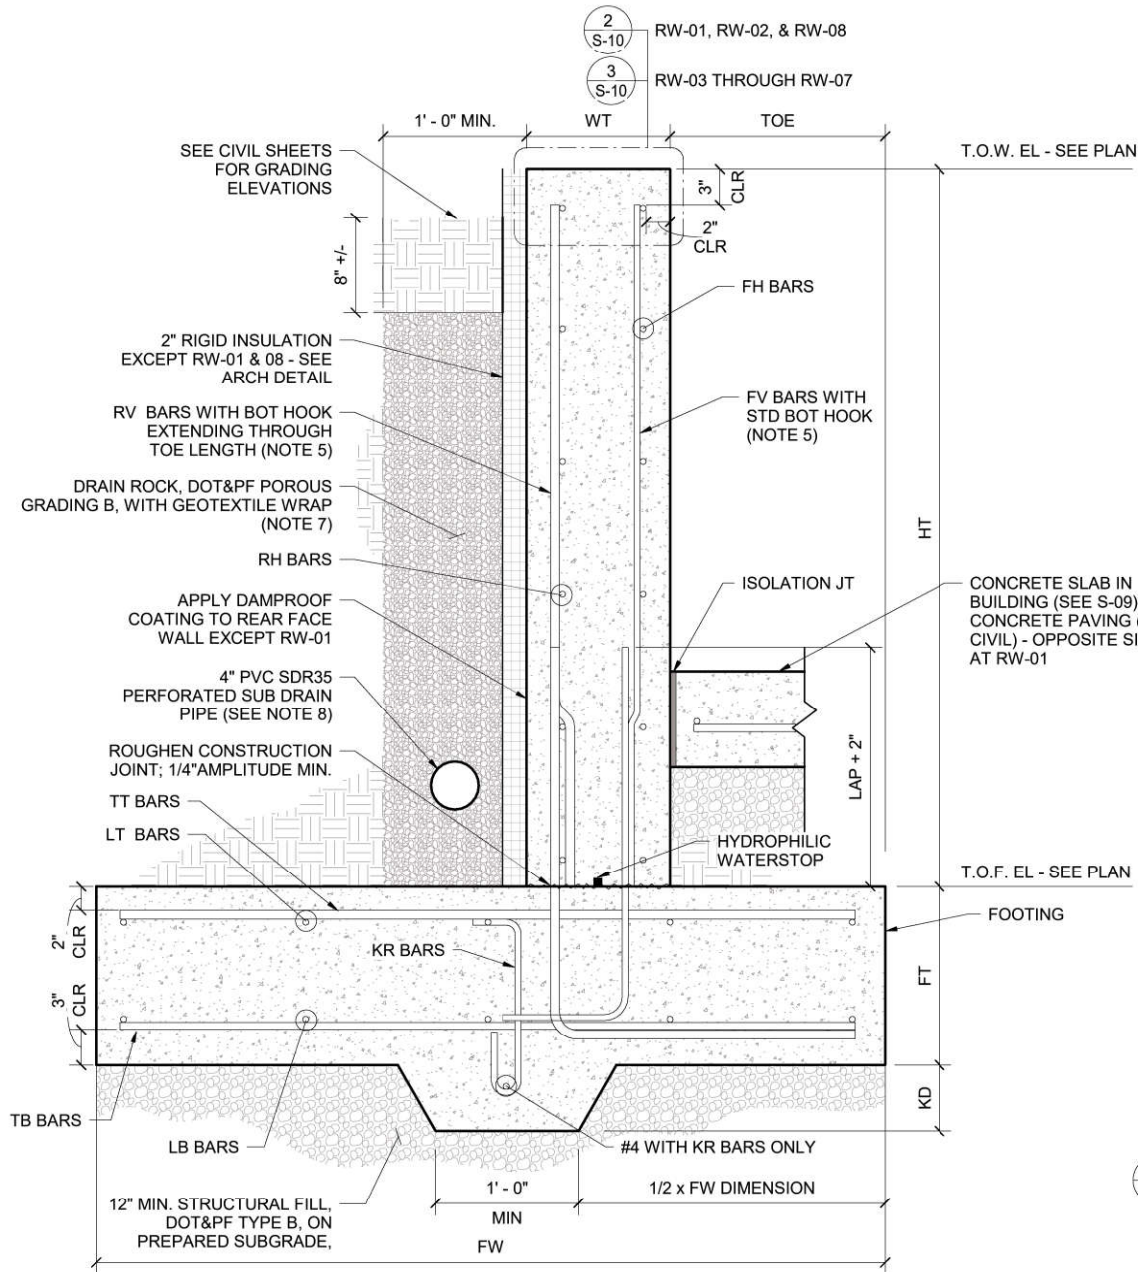 2
S-10
RW-01, RW-02, & RW-08
3
S-10
RW-03 THROUGH RW-07
1' - 0" MIN.
WT
TOE
SEE CIVIL SHEETS
FOR GRADING
ELEVATIONS
T.O.W. EL - SEE PLAN
3"
CLR
2"
CLR
8" +/-
FH BARS
2" RIGID INSULATION
EXCEPT RW-01 & 08 - SEE
ARCH DETAIL
RV BARS WITH BOT HOOK
EXTENDING THROUGH
TOE LENGTH (NOTE 5)
FV BARS WITH
STD BOT HOOK
(NOTE 5)
DRAIN ROCK, DOT&PF POROUS
GRADING B, WITH GEOTEXTILE WRAP
(NOTE 7)
HT
RH BARS
ISOLATION JT
CONCRETE SLAB IN
BUILDING (SEE S-09)
CONCRETE PAVING (
CIVIL) - OPPOSITE SI
AT RW-01
APPLY DAMPROOF
COATING TO REAR FACE
WALL EXCEPT RW-01
4" PVC SDR35
PERFORATED SUB DRAIN
PIPE (SEE NOTE 8)
LAP + 2"
ROUGHEN CONSTRUCTION
JOINT; 1/4"AMPLITUDE MIN.
TT BARS
LT BARS
HYDROPHILIC
WATERSTOP
T.O.F. EL - SEE PLAN
FOOTING
2"
CLR
KR BARS
3"
CLR
FT
KD
TB BARS
LB BARS
#4 WITH KR BARS ONLY
12" MIN. STRUCTURAL FILL,
DOT&PF TYPE B, ON
PREPARED SUBGRADE,
1' - 0"
MIN
1/2 x FW DIMENSION
FW